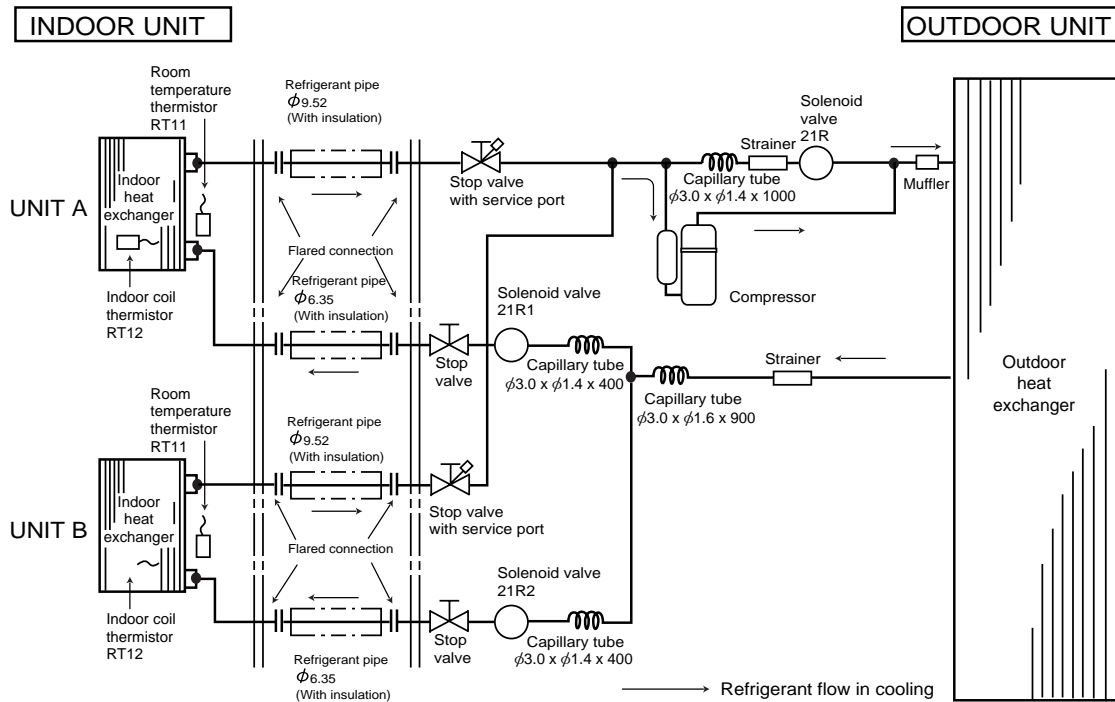 INDOOR UNIT
OUTDOOR UNIT
Room
temperature
thermistor
RT11
Refrigerant pipe
ϕ9.52
(With insulation)
Solenoid
valve
21R
Strainer
Stop valve
with service port
Capillary tube
ϕ3.0 x ϕ1.4 x 1000
Muffler
UNIT A
Indoor
heat
exchanger
Flared connection
Compressor
Indoor coil
thermistor
RT12
Refrigerant pipe
ϕ6.35
(With insulation)
Solenoid valve
21R1
Stop
valve
Capillary tube
ϕ3.0 x ϕ1.4 x 400
Strainer
Capillary tube
ϕ3.0 x ϕ1.6 x 900
Outdoor
heat
exchanger
Room
temperature
thermistor
RT11
Refrigerant pipe
ϕ9.52
(With insulation)
Stop valve
with service port
UNIT B
Indoor
heat
exchanger
Flared connection
Solenoid valve
21R2
Indoor coil
thermistor
RT12
Stop
valve
Capillary tube
ϕ3.0 x ϕ1.4 x 400
Refrigerant pipe
ϕ6.35
(With insulation)
Refrigerant flow in cooling